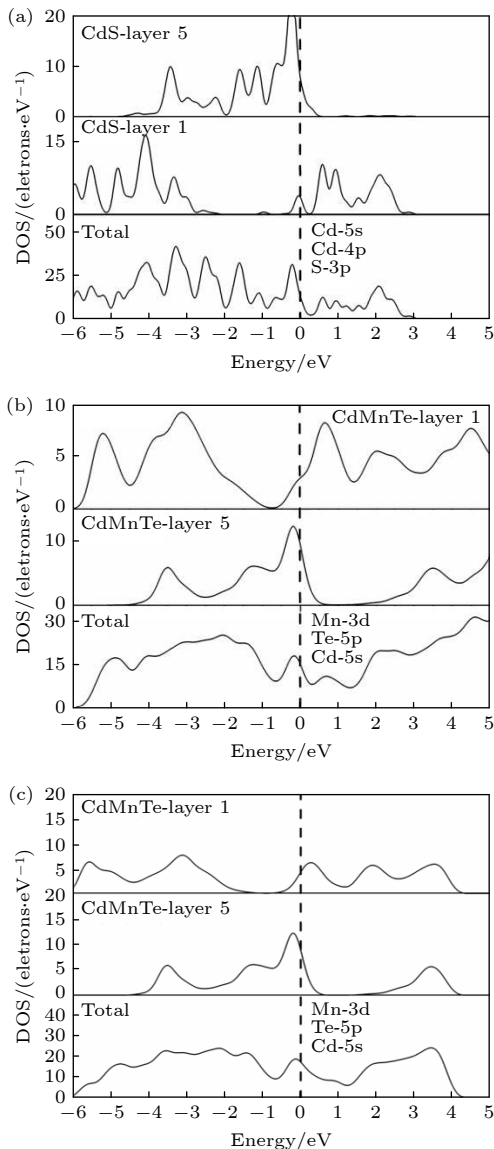 (a)
20
CdS-layer 5
10
0
CdS-layer 1
15
0
DOS/(eletrons·eV−1)
50
Total
Cd-5s
Cd-4p
S-3p
25
0
−6 −5 −4 −3 −2 −1 0 1 2 3 4 5
Energy/eV
(b)
10
CdMnTe-layer 1
5
0
CdMnTe-layer 5
10
0
DOS/(eletrons·eV−1)
30
Total
Mn-3d
Te-5p
Cd-5s
15
0
−6 −5 −4 −3 −2 −1 0 1 2 3 4 5
Energy/eV
(c)
20
CdMnTe-layer 1
15
10
5
20
CdMnTe-layer 5
15
10
5
0
DOS/(eletrons·eV−1)
Total
Mn-3d
Te-5p
Cd-5s
40
30
20
10
0
−6 −5 −4 −3 −2 −1 0 1 2 3 4 5
Energy/eV